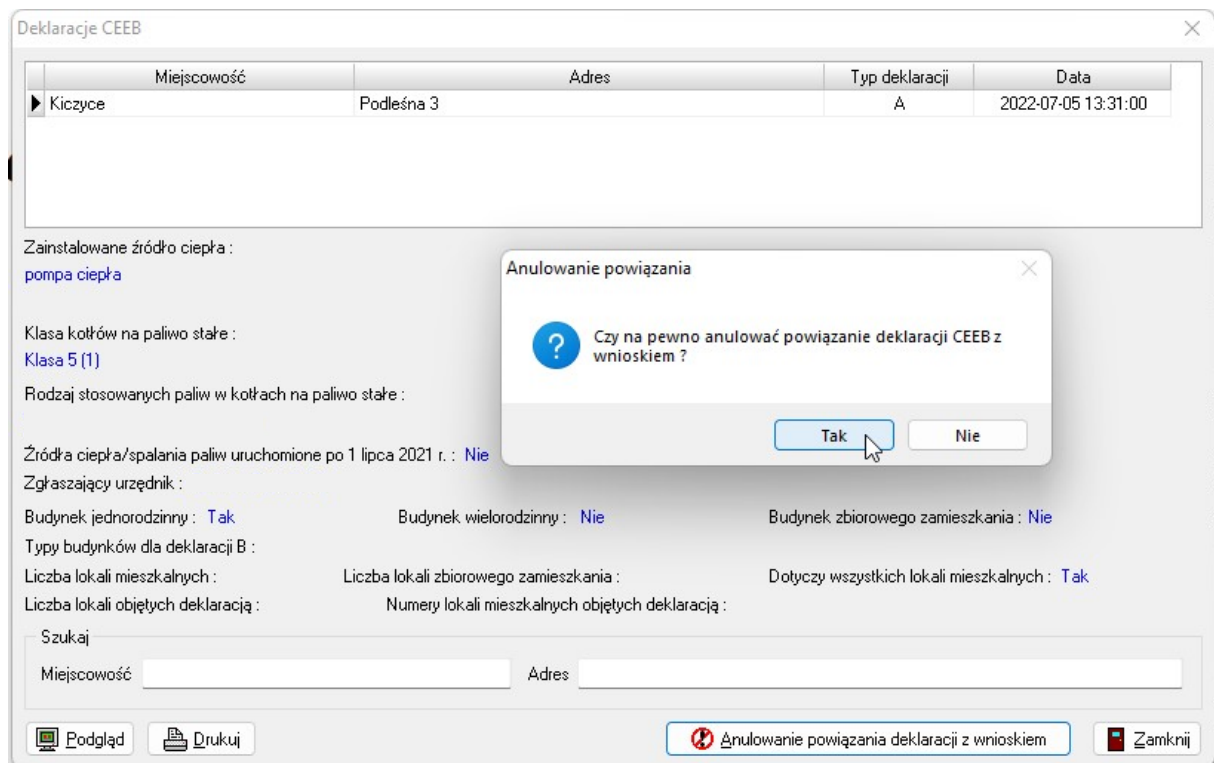 Deklaracje CEEB
Miejscowość Adres Typ deklaracji Data
Kiczyce Podleśna 3 A 2022-07-05 13:31:00
Zainstalowane źródło ciepła :
pompa ciepła
Klasa kotłów na paliwo stałe :
Klasa 5 (1)
Rodzaj stosowanych paliw w kotłach na paliwo stałe :
Anulowanie powiązania
Czy na pewno anulować powiązanie deklaracji CEEB z
wnioskiem ?
Tak Nie
Źródła ciepła/spalania paliw uruchomione po 1 lipca 2021 r. : Nie
Zgłaszający urzędnik :
Budynek jednorodzinny : Tak Budynek wielorodzinny : Nie Budynek zbiorowego zamieszkania : Nie
Typy budynków dla deklaracji B :
Liczba lokali mieszkalnych : Liczba lokali zbiorowego zamieszkania : Dotyczy wszystkich lokali mieszkalnych : Tak
Liczba lokali objętych deklaracją : Numery lokali mieszkalnych objętych deklaracją :
Szukaj
Miejscowość Adres
Podgląd Drukuj Anulowanie powiązania deklaracji z wnioskiem Zamknij